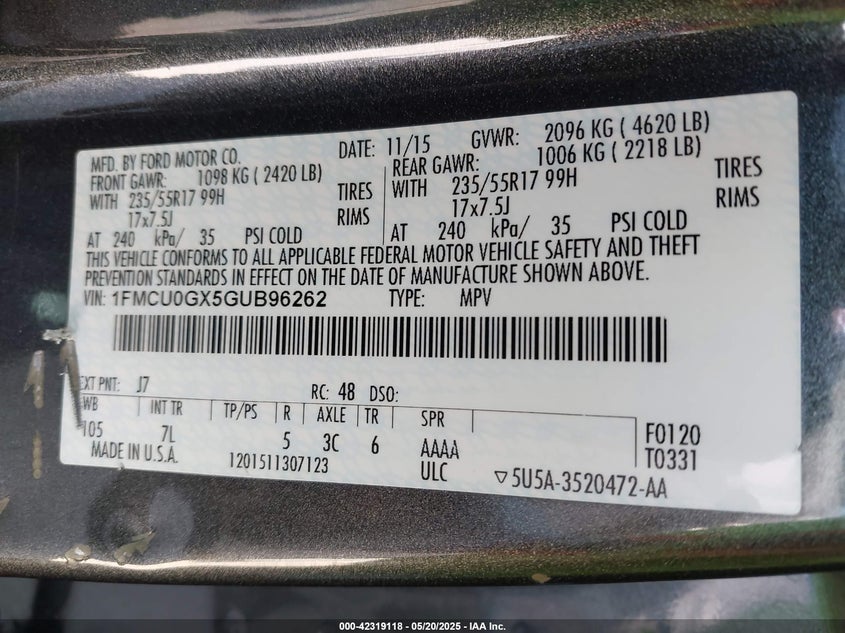 MFD. BY FORD MOTOR CO. DATE: 11/15 GVWR: 2096 KG ( 4620 LB)
FRONT GAWR: 1098 KG ( 2420 LB) REAR GAWR: 1006 KG ( 2218 LB)
WITH 235/55R17 99H TIRES WITH 235/55R17 99H TIRES
17x7.5J RIMS 17x7.5J RIMS
AT 240 kPa/ 35 PSI COLD AT 240 kPa/ 35 PSI COLD
THIS VEHICLE CONFORMS TO ALL APPLICABLE FEDERAL MOTOR VEHICLE SAFETY AND THEFT
PREVENTION STANDARDS IN EFFECT ON THE DATE OF MANUFACTURE SHOWN ABOVE.
VIN: 1FMCU0GX5GUB96262 TYPE: MPV
EXT PNT: J7 RC: 48 DSO:
WB INT TR TP/PS R AXLE TR SPR
105 7L 5 3C 6 AAAA F0120
MADE IN U.S.A. 1201511307123 ULC T0331
5U5A-3520472-AA
000-42319118 — 05/20/2025 — IAA Inc.